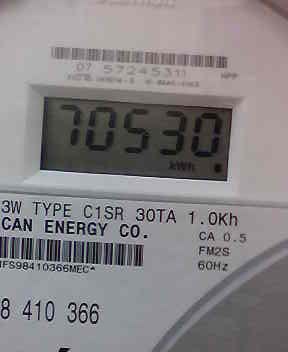 07 57245311
70530
kWh
3W TYPE C1SR 30TA 1.0Kh
CAN ENERGY CO.
CA 0.5
FM2S
IFS98410366MEC*
60Hz
8 410 366